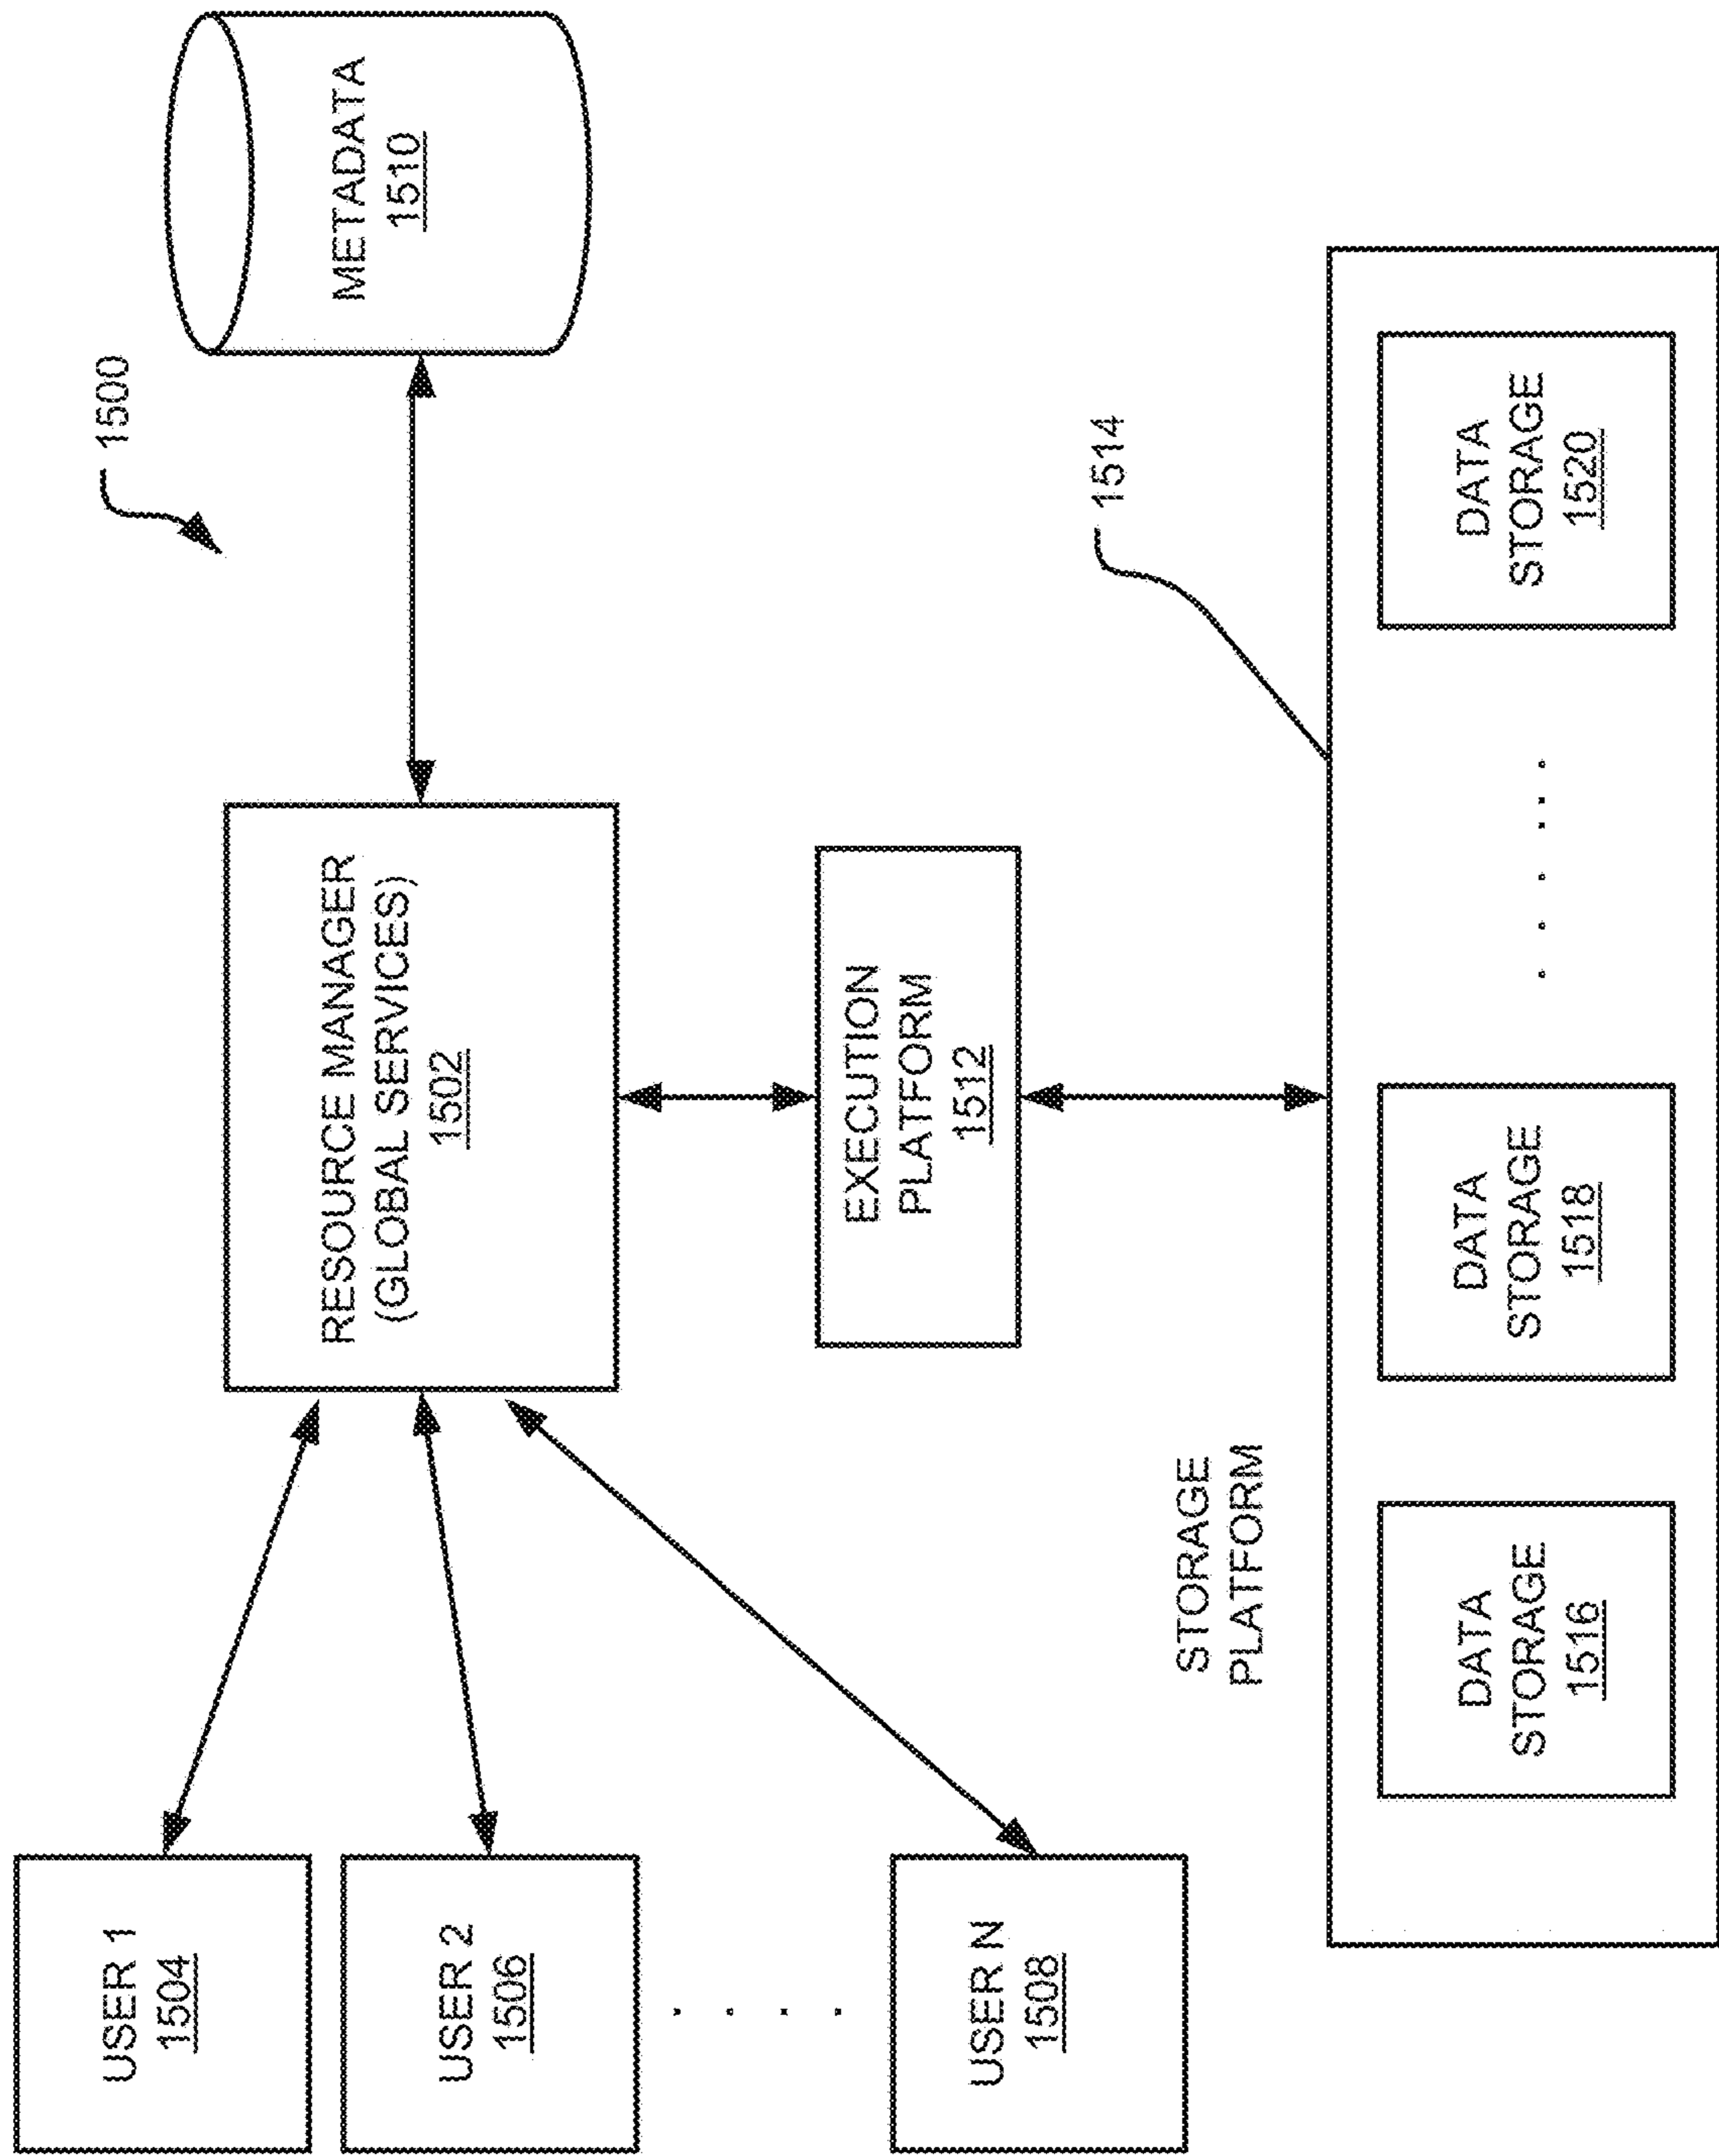 1500
USER 1
1504
USER 2
1506
USER N
1508
RESOURCE MANAGER
(GLOBAL SERVICES)
1502
METADATA
1510
EXECUTION
PLATFORM
1512
STORAGE
PLATFORM
1514
DATA
STORAGE
1516
DATA
STORAGE
1518
DATA
STORAGE
1520